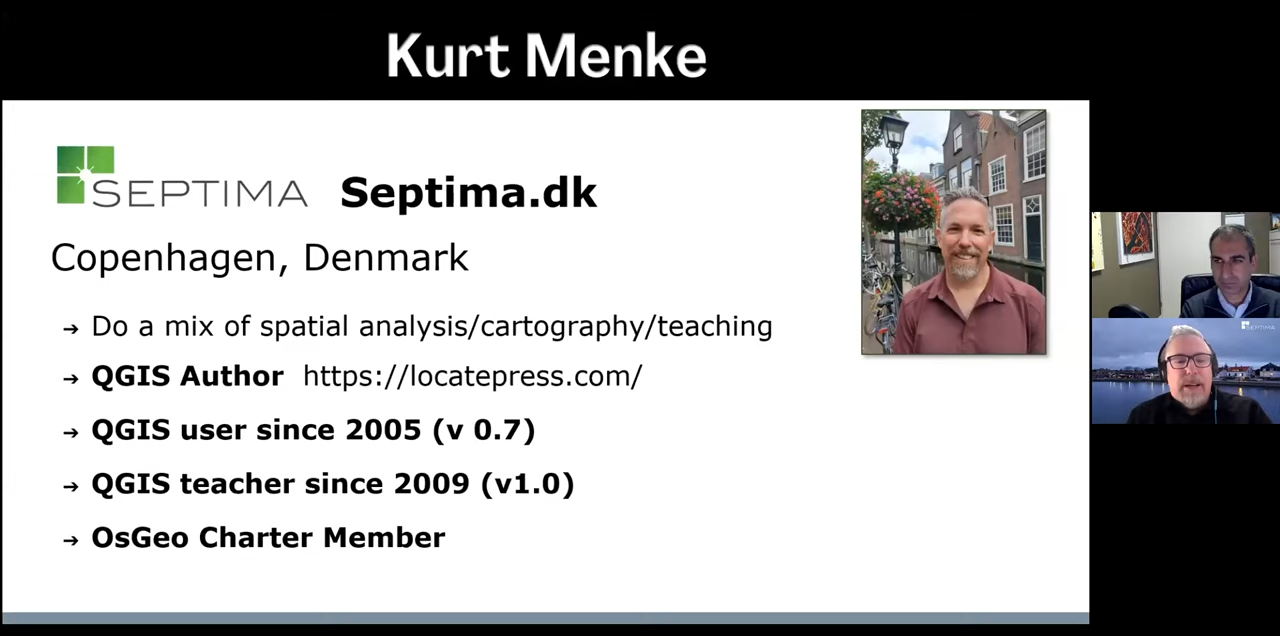 Kurt Menke
SEPTIMA Septima.dk
Copenhagen, Denmark
→ Do a mix of spatial analysis/cartography/teaching
→ QGIS Author https://locatepress.com/
→ QGIS user since 2005 (v 0.7)
→ QGIS teacher since 2009 (v1.0)
→ OsGeo Charter Member
SEPTIMA